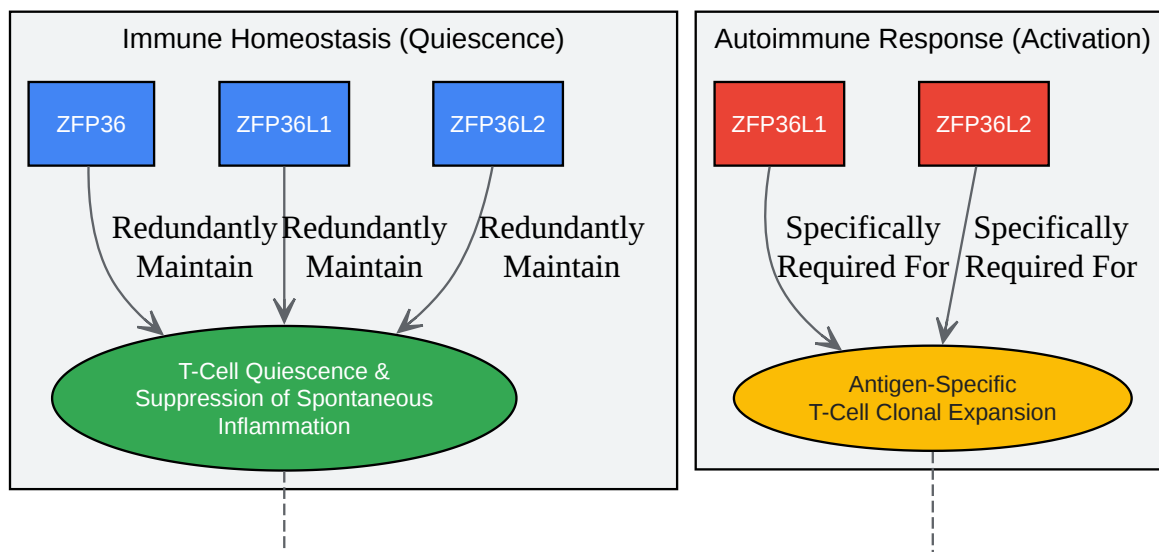 Immune Homeostasis (Quiescence)
ZFP36
ZFP36L1
ZFP36L2
Redundantly
Maintain
Redundantly
Maintain
Redundantly
Maintain
T-Cell Quiescence &
Suppression of Spontaneous
Inflammation
Autoimmune Response (Activation)
ZFP36L1
ZFP36L2
Specifically
Required For
Specifically
Required For
Antigen-Specific
T-Cell Clonal Expansion